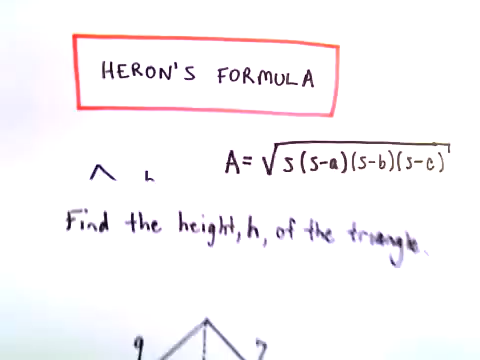 HERON'S FORMULA
A = √s(s-a)(s-b)(s-c)
h
Find the height, h, of the triangle.
9 7